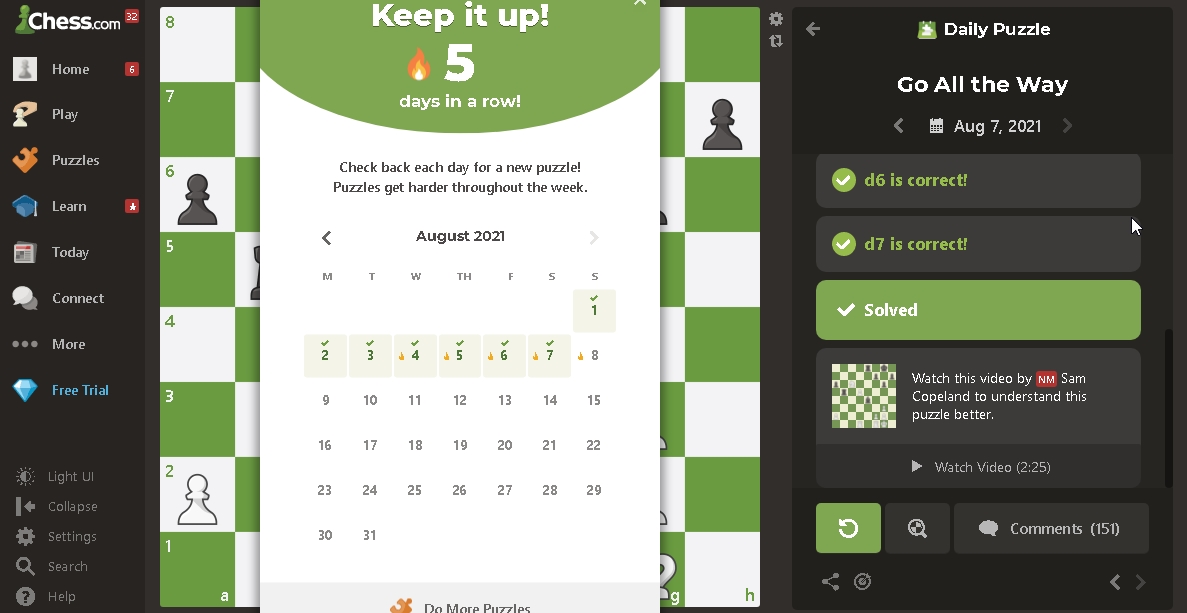 Chess.com 32
Home 6
Play
Puzzles
Learn
Today
Connect
More
Free Trial
Light UI
Collapse
Settings
Search
Help
8
7
6
5
4
3
2
1
a
g
h
Keep it up!
5
days in a row!
Check back each day for a new puzzle!
Puzzles get harder throughout the week.
August 2021
M T W TH F S S
1
2 3 4 5 6 7 8
9 10 11 12 13 14 15
16 17 18 19 20 21 22
23 24 25 26 27 28 29
30 31
Do More Puzzles
Daily Puzzle
Go All the Way
Aug 7, 2021
d6 is correct!
d7 is correct!
Solved
Watch this video by NM Sam
Copeland to understand this
puzzle better.
Watch Video (2:25)
Comments (151)